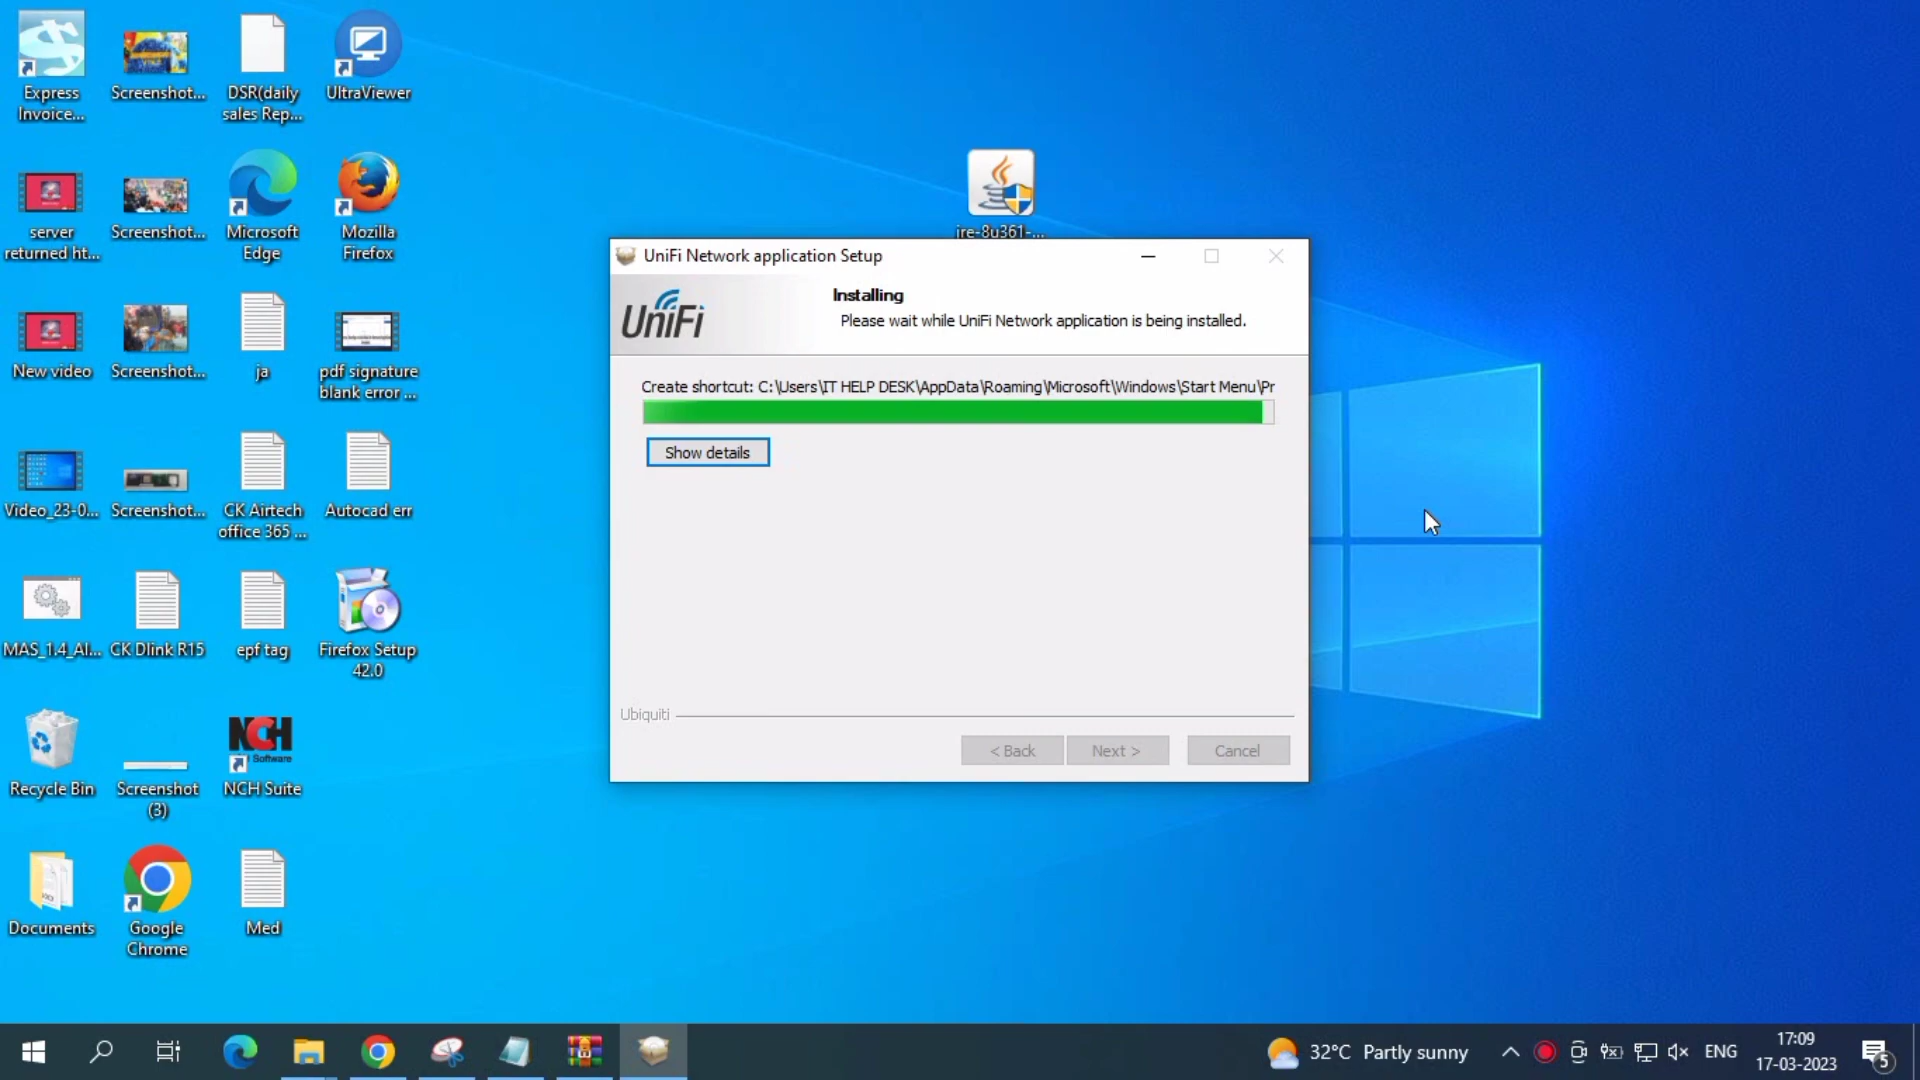 Express
Invoice...
Screenshot...
DSR(daily
sales Rep...
UltraViewer
server
returned ht...
Screenshot...
Microsoft
Edge
Mozilla
Firefox
jre-8u361-...
New video
Screenshot...
ja
pdf signature
blank error ...
Video_23-0...
Screenshot...
CK Airtech
office 365 ...
Autocad err
MAS_1.4_AI...
CK Dlink R15
epf tag
Firefox Setup
42.0
Recycle Bin
Screenshot
(3)
NCH
Software
NCH Suite
Documents
Google
Chrome
Med
UniFi Network application Setup
UniFi
Installing
Please wait while UniFi Network application is being installed.
Create shortcut: C:\Users\IT HELP DESK\AppData\Roaming\Microsoft\Windows\Start Menu\Pr
Show details
Ubiquiti
< Back
Next >
Cancel
32°C Partly sunny
ENG
17:09
17-03-2023
5